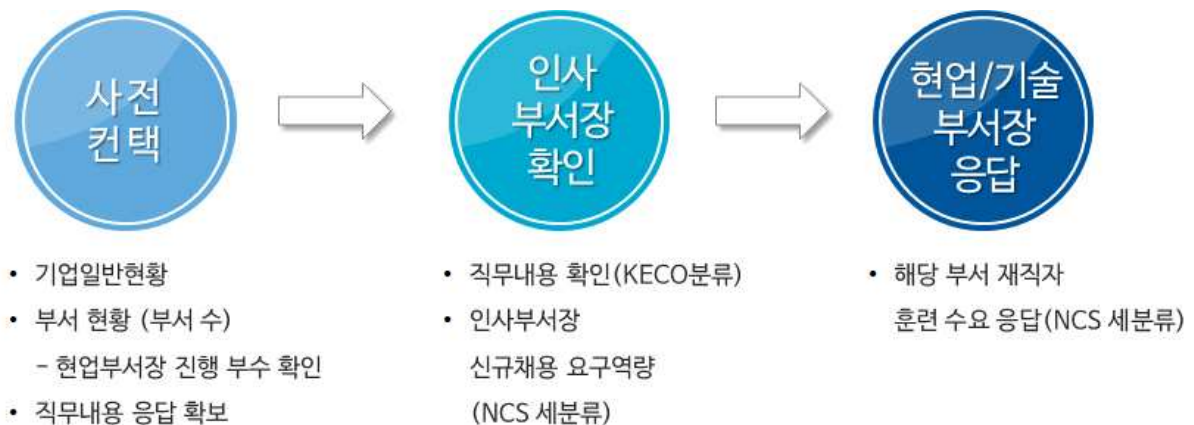 사전
컨택
인사
부서장
확인
현업/기술
부서장
응답
• 기업일반현황
• 부서 현황 (부서 수)
- 현업부서장 진행 부수 확인
• 직무내용 응답 확보
• 직무내용 확인(KECO분류)
• 인사부서장
신규채용 요구역량
(NCS 세분류)
• 해당 부서 재직자
훈련 수요 응답(NCS 세분류)